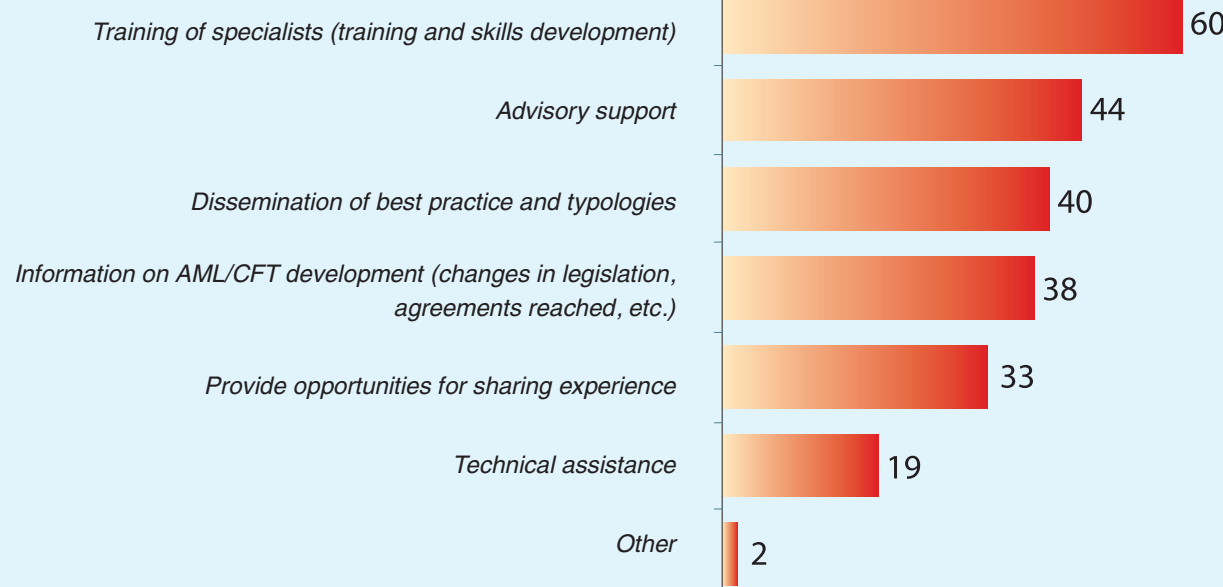 Training of specialists (training and skills development)
60
Advisory support
44
Dissemination of best practice and typologies
40
Information on AML/CFT development (changes in legislation,
agreements reached, etc.)
38
Provide opportunities for sharing experience
33
Technical assistance
19
Other
2